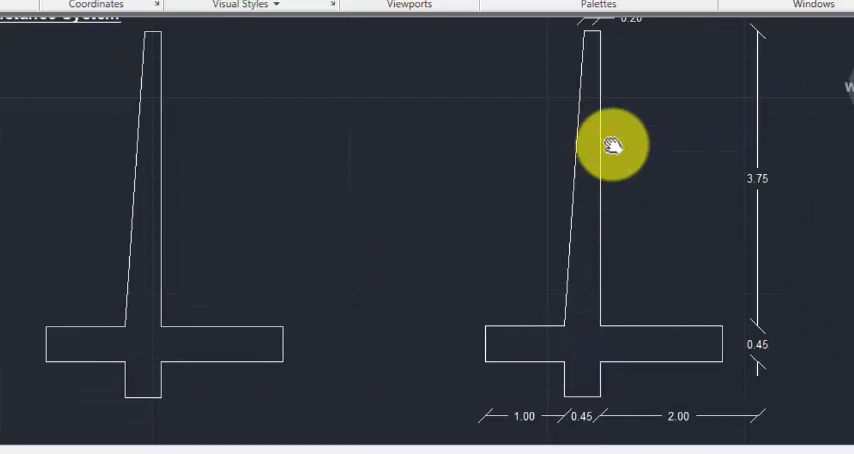 Coordinates
Visual Styles
Viewports
Palettes
Windows
0.20
3.75
0.45
1.00
0.45
2.00